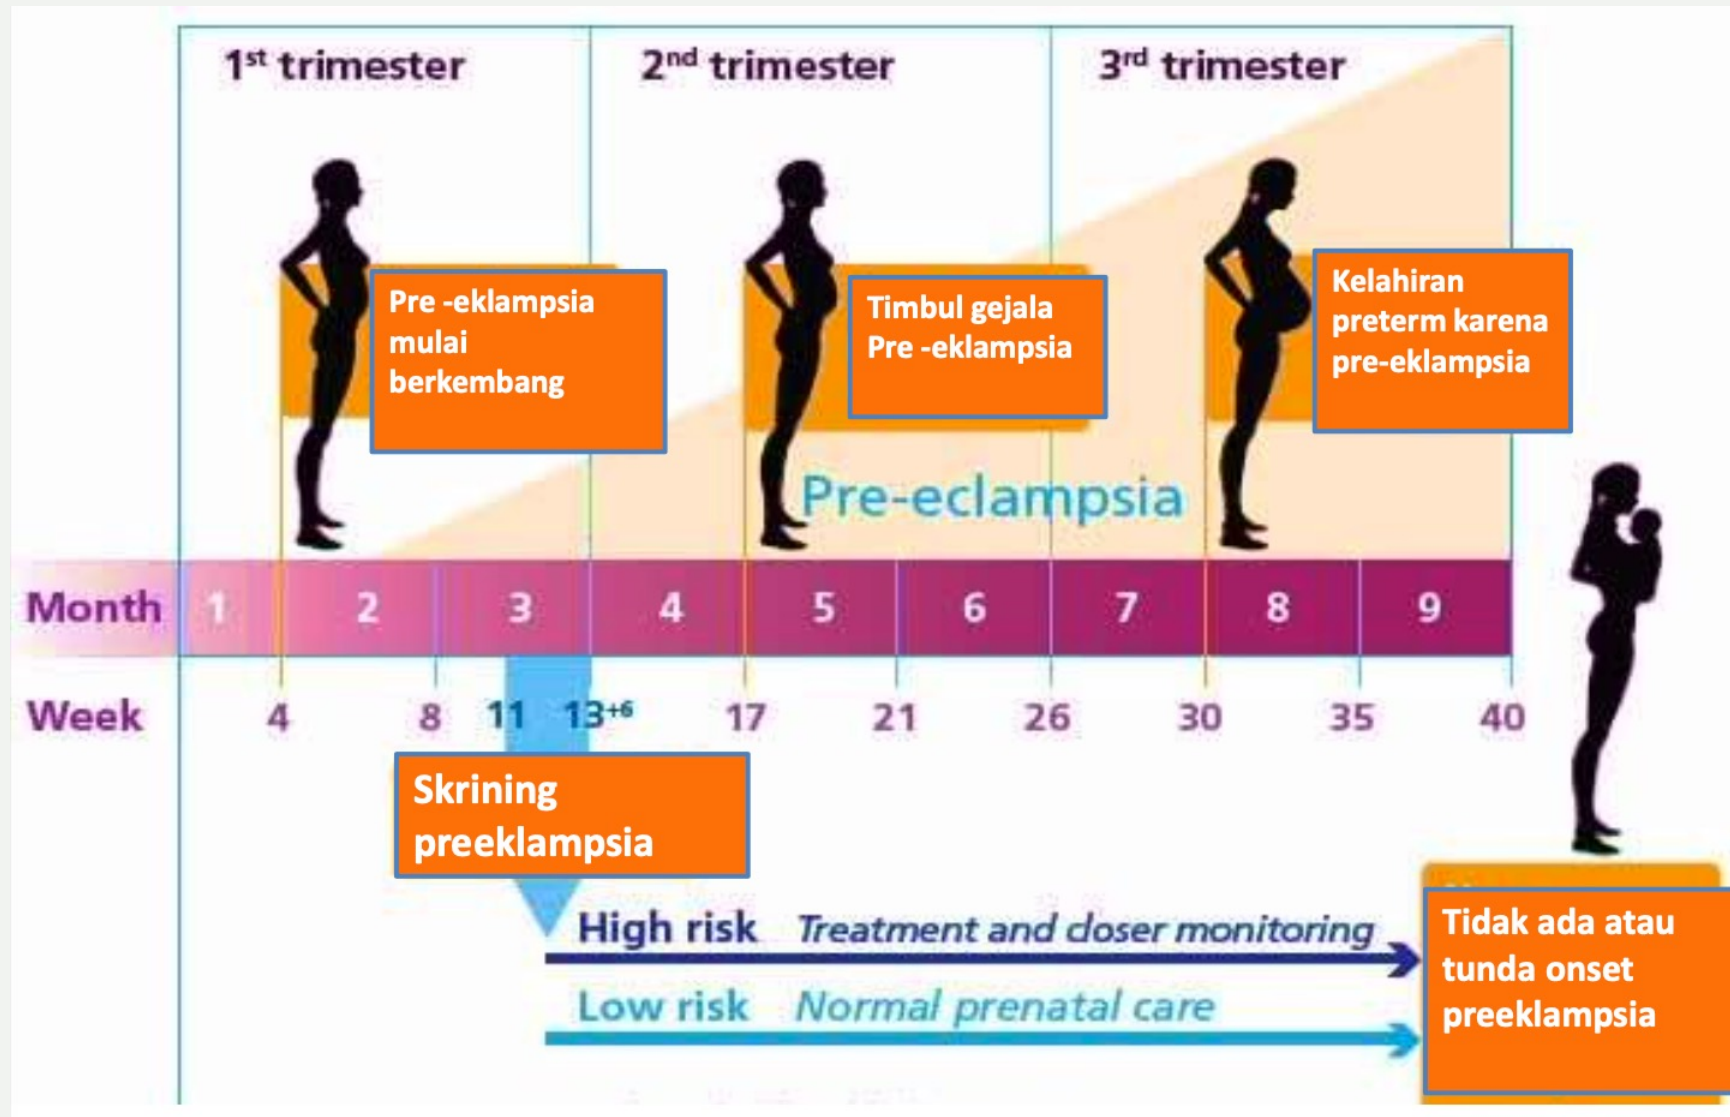 1st trimester
2nd trimester
3rd trimester
Pre -eklampsia
mulai
berkembang
Timbul gejala
Pre -eklampsia
Kelahiran
preterm karena
pre-eklampsia
Pre-eclampsia
Month 1 2 3 4 5 6 7 8 9
Week 4 8 11 13+6 17 21 26 30 35 40
Skrining
preeklampsia
High risk Treatment and closer monitoring
Low risk Normal prenatal care
Tidak ada atau
tunda onset
preeklampsia